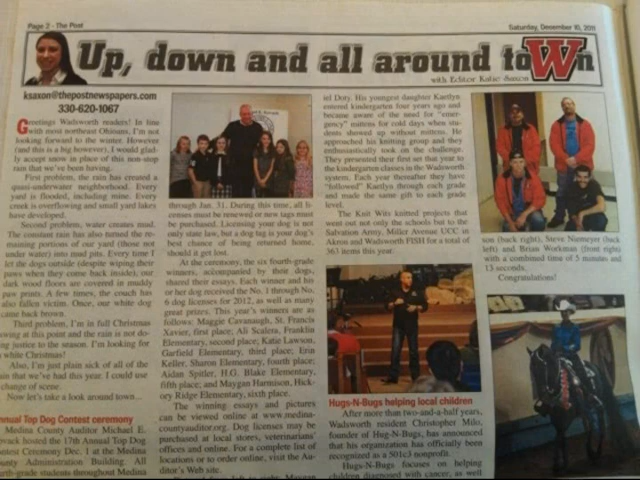 Page 2 - The Post
Saturday, December 10, 2011
Up, down and all around toWn
with Editor Katie Saxon
ksaxon@thepostnewspapers.com
330-620-1067
Greetings Wadsworth readers! In line
with most northeast Ohioans, I'm not
looking forward to the winter. However
(and this is a big however), I would glad-
ly accept snow in place of this non-stop
rain that we've been having.
First problem, the rain has created a
quasi-underwater neighborhood. Every
yard is flooded, including mine. Every
creek is overflowing and small yard lakes
have developed.
Second problem, water creates mud.
The constant rain has also turned the re-
maining portions of our yard (those not
under water) into mud pits. Every time I
let the dogs outside (despite wiping their
paws when they come back inside), our
dark wood floors are covered in muddy
paw prints. A few times, the couch has
also fallen victim. Once, our white dog
came back brown.
Third problem, I'm in full Christmas
swing at this point and the rain is not do-
ing justice to the season. I'm looking for
a white Christmas!
Also, I'm just plain sick of all of the
rain that we've had this year. I could use
a change of scene.
Now let's take a look around town...
Annual Top Dog Contest ceremony
Medina County Auditor Michael E.
Kovack hosted the 17th Annual Top Dog
Contest Ceremony Dec. 1 at the Medina
County Administration Building. All
fourth-grade students throughout Medina
through Jan. 31. During this time, all li-
censes must be renewed or new tags must
be purchased. Licensing your dog is not
only state law, but a dog tag is your dog's
best chance of being returned home,
should it get lost.
At the ceremony, the six fourth-grade
winners, accompanied by their dogs,
shared their essays. Each winner and his
or her dog received the No. 1 through No.
6 dog licenses for 2012, as well as many
great prizes. This year's winners are as
follows: Maggie Cavanaugh, St. Francis
Xavier, first place; Ali Scalera, Franklin
Elementary, second place; Katie Lawson,
Garfield Elementary, third place; Erin
Keller, Sharon Elementary, fourth place;
Aidan Spitler, H.G. Blake Elementary,
fifth place; and Maygan Harrison, Hick-
ory Ridge Elementary, sixth place.
The winning essays and pictures
can be viewed online at www.medina-
countyauditor.org. Dog licenses may be
purchased at local stores, veterinarians'
offices and online. For a complete list of
locations or to order online, visit the Au-
ditor's Web site.
iel Doty. His youngest daughter Kaetlyn
entered kindergarten four years ago and
became aware of the need for "emer-
gency" mittens for cold days when stu-
dents showed up without mittens. He
approached his knitting group and they
enthusiastically took on the challenge.
They presented their first set that year to
the kindergarten classes in the Wadsworth
system. Each year thereafter they have
"followed" Kaetlyn through each grade
and made the same gift to each grade
level.
The Knit Wits knitted projects that
went out not only the schools but to the
Salvation Army, Miller Avenue UCC in
Akron and Wadsworth FISH for a total of
363 items this year.
Hugs-N-Bugs helping local children
After more than two-and-a-half years,
Wadsworth resident Christopher Milo,
founder of Hug-N-Bugs, has announced
that his organization has officially been
recognized as a 501c3 nonprofit.
Hugs-N-Bugs focuses on helping
children diagnosed with cancer, as well
son (back right), Steve Niemeyer (back
left) and Brian Workman (front right)
with a combined time of 5 minutes and
13 seconds.
Congratulations!